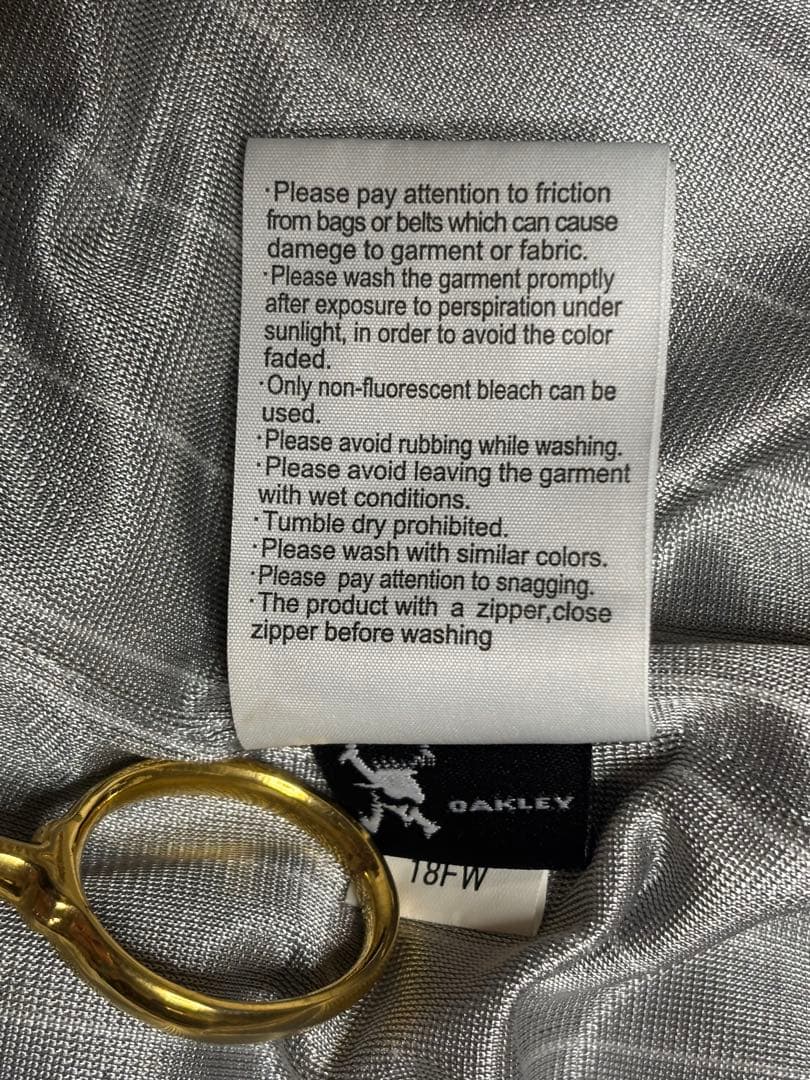 ·Please pay attention to friction
from bags or belts which can cause
damege to garment or fabric.
·Please wash the garment promptly
after exposure to perspiration under
sunlight, in order to avoid the color
faded.
·Only non-fluorescent bleach can be
used.
·Please avoid rubbing while washing.
·Please avoid leaving the garment
with wet conditions.
·Tumble dry prohibited.
·Please wash with similar colors.
·Please pay attention to snagging.
·The product with a zipper,close
zipper before washing
OAKLEY
18FW